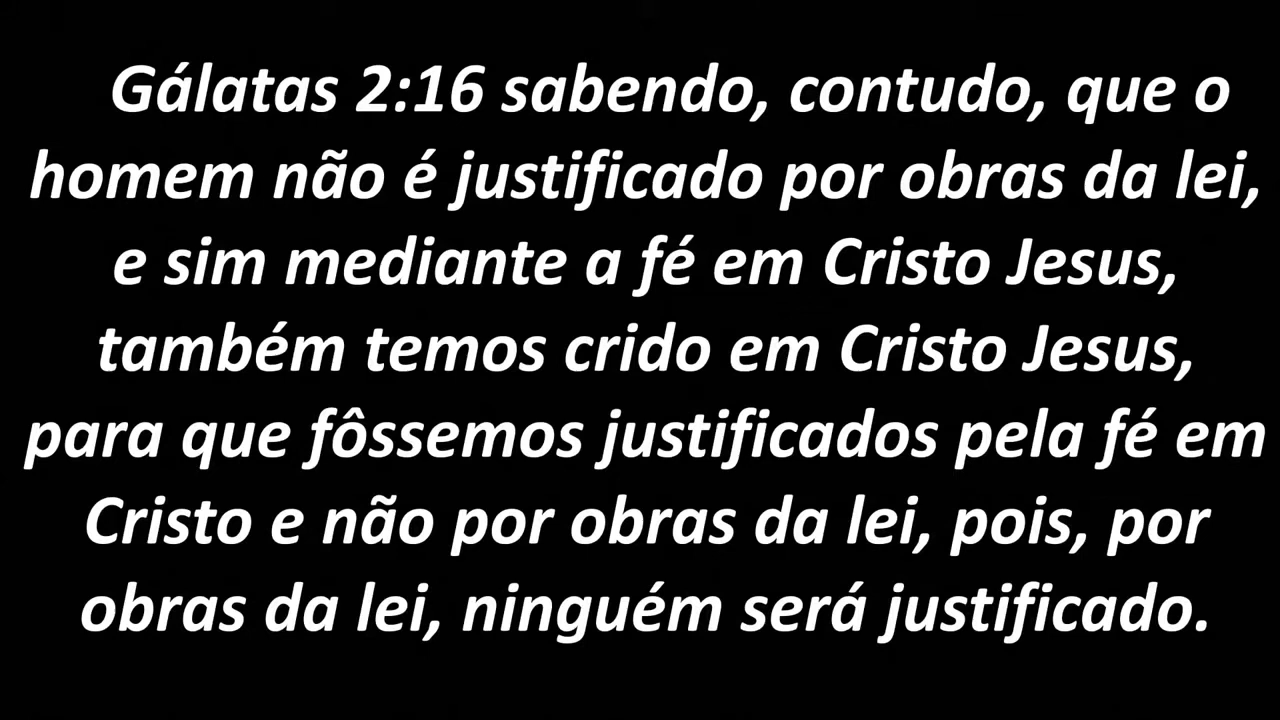 Gálatas 2:16 sabendo, contudo, que o
homem não é justificado por obras da lei,
e sim mediante a fé em Cristo Jesus,
também temos crido em Cristo Jesus,
para que fôssemos justificados pela fé em
Cristo e não por obras da lei, pois, por
obras da lei, ninguém será justificado.